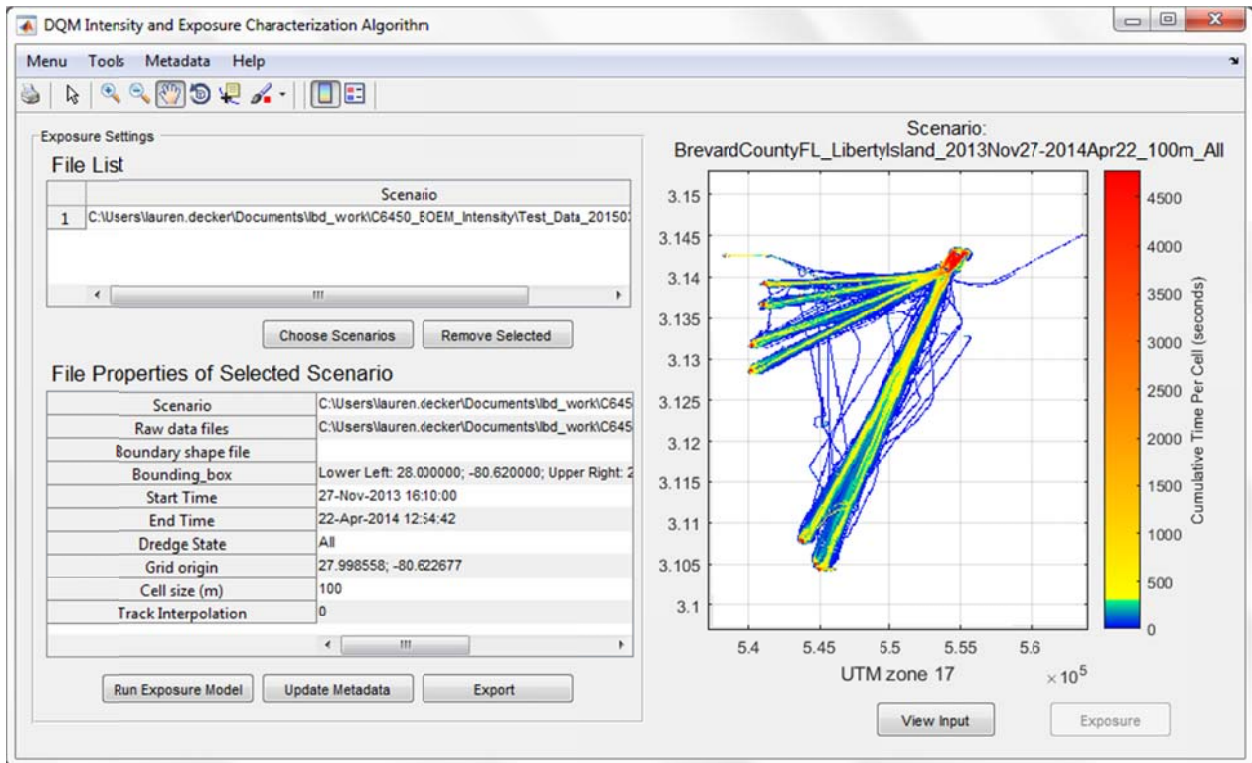 DQM Intensity and Exposure Characterization Algorithm
Menu Tools Metadata Help
Exposure Settings
File List
Scenario
1 C:\Users\lauren.decker\Documents\lbd_work\C6450_BOEM_Intensity\Test_Data_20150
Choose Scenarios Remove Selected
File Properties of Selected Scenario
Scenario C:\Users\lauren.decker\Documents\lbd_work\C645
Raw data files C:\Users\lauren.decker\Documents\lbd_work\C645
Boundary shape file
Bounding_box Lower Left: 28.000000; -80.620000; Upper Right: 2
Start Time 27-Nov-2013 16:10:00
End Time 22-Apr-2014 12:54:42
Dredge State All
Grid origin 27.998558; -80.622677
Cell size (m) 100
Track Interpolation 0
Run Exposure Model Update Metadata Export
Scenario:
BrevardCountyFL_LibertyIsland_2013Nov27-2014Apr22_100m_All
3.15
3.145
3.14
3.135
3.13
3.125
3.12
3.115
3.11
3.105
3.1
5.4 5.45 5.5 5.55 5.6
UTM zone 17
× 10^5
4500
4000
3500
3000
2500
2000
1500
1000
500
0
Cumulative Time Per Cell (seconds)
View Input Exposure